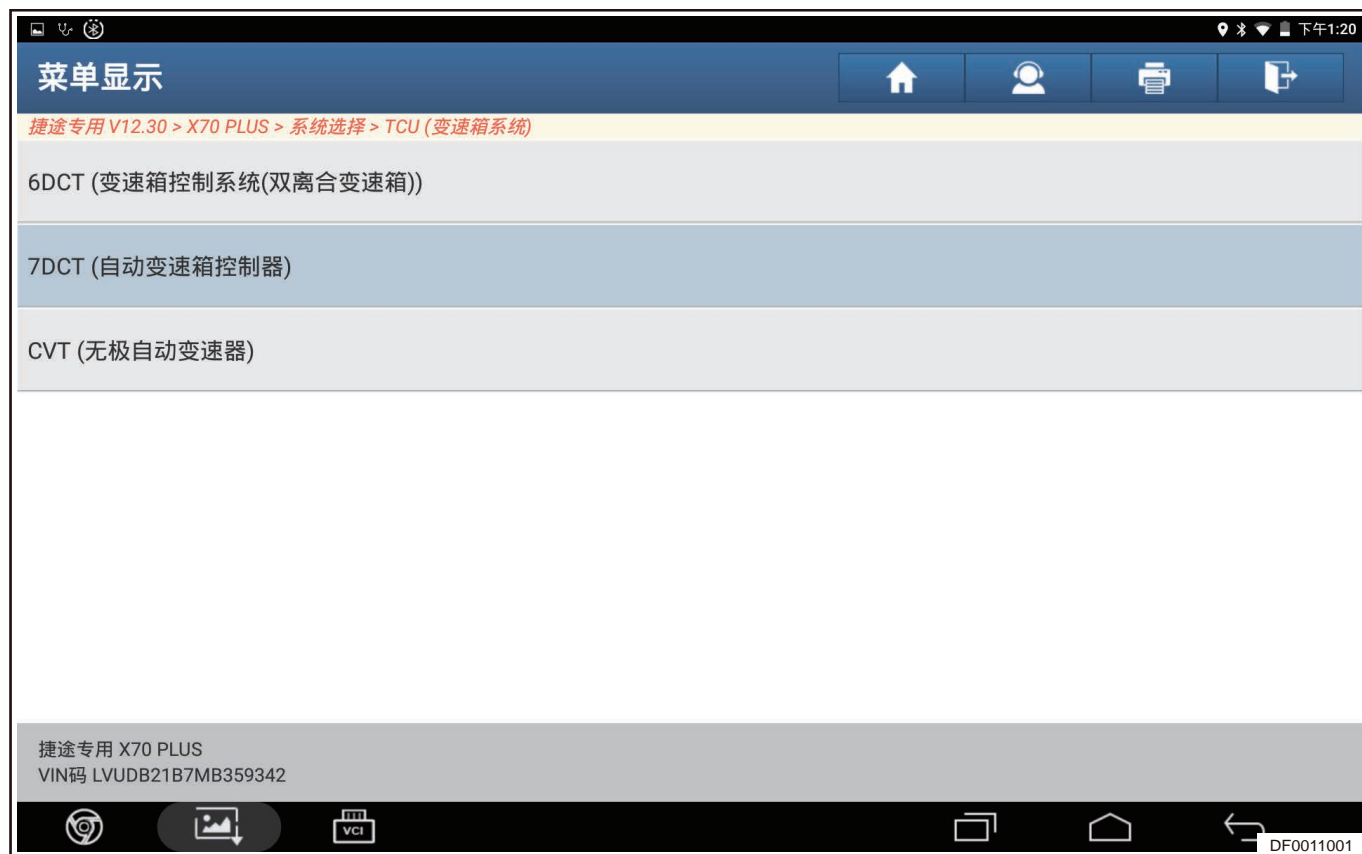 下午1:20
菜单显示
捷途专用 V12.30 > X70 PLUS > 系统选择 > TCU (变速箱系统)
6DCT (变速箱控制系统(双离合变速箱))
7DCT (自动变速箱控制器)
CVT (无极自动变速器)
捷途专用 X70 PLUS
VIN码 LVUDB21B7MB359342
VCI
DF0011001